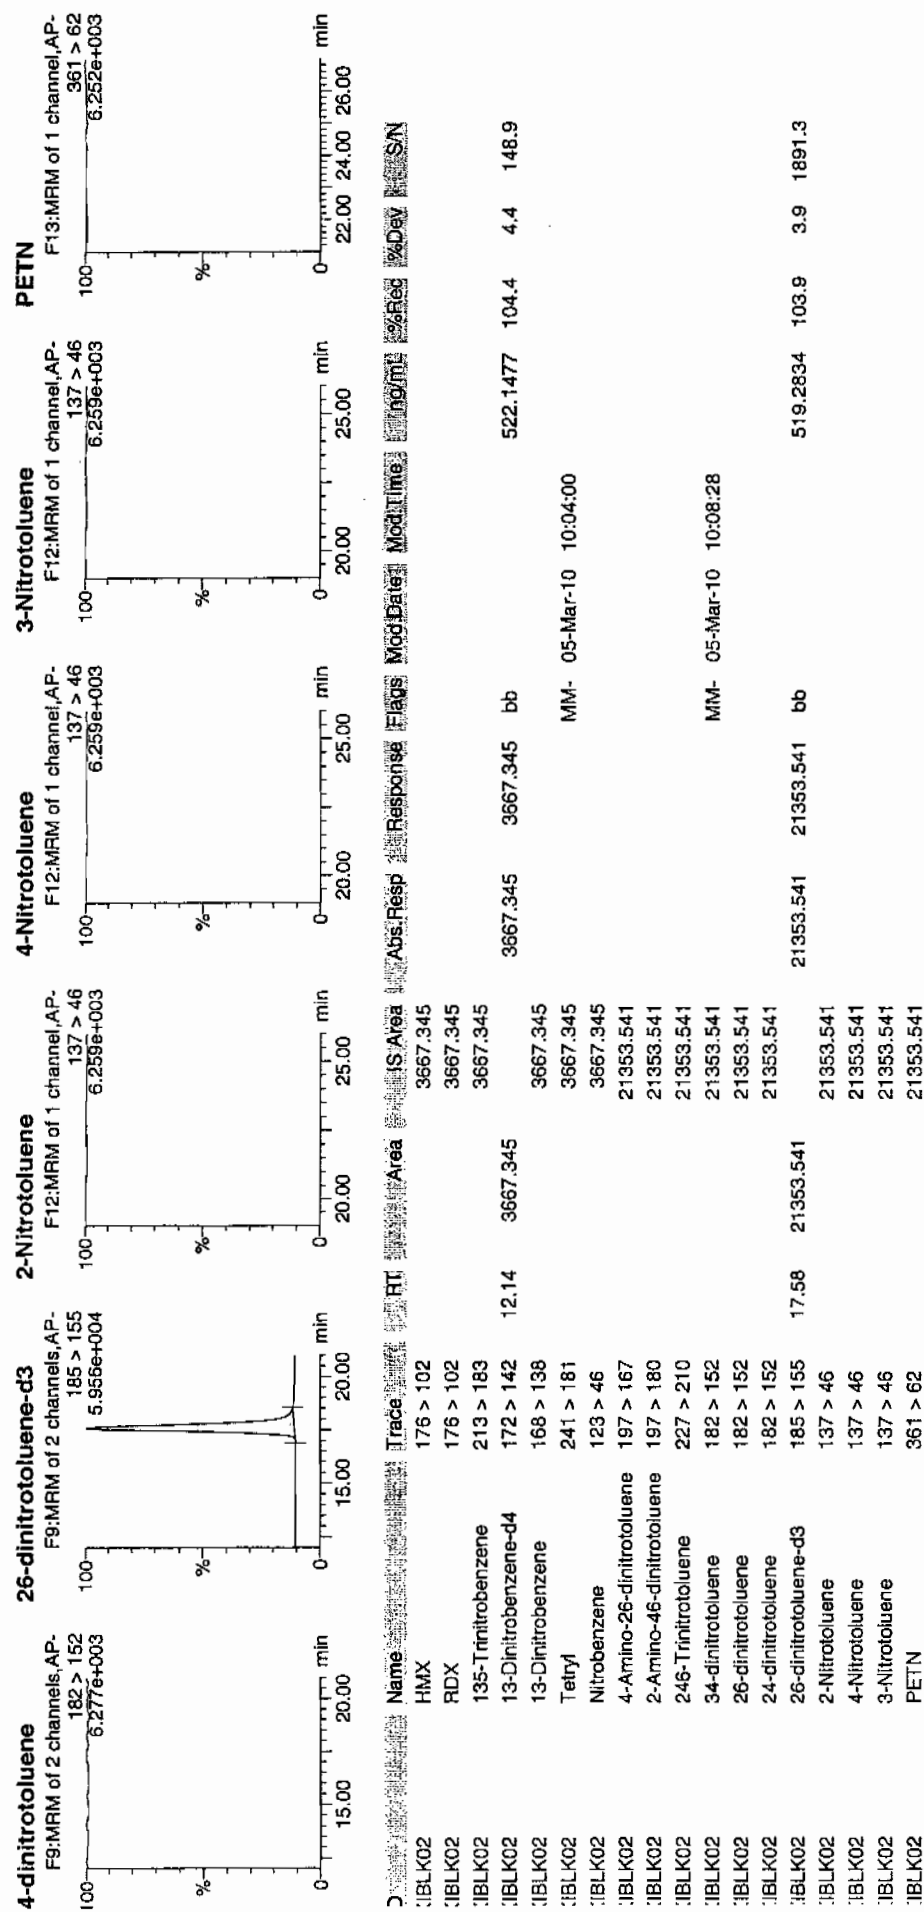 4-dinitrotoluene
F9:MRM of 2 channels,AP-
182 > 152
6.277e+003
100
%
0
15.00 20.00 min
26-dinitrotoluene-d3
F9:MRM of 2 channels,AP-
185 > 155
5.956e+004
100
%
0
15.00 20.00 min
2-Nitrotoluene
F12:MRM of 1 channel,AP-
137 > 46
6.259e+003
100
%
0
20.00 25.00 min
4-Nitrotoluene
F12:MRM of 1 channel,AP-
137 > 46
6.259e+003
100
%
0
20.00 25.00 min
3-Nitrotoluene
F12:MRM of 1 channel,AP-
137 > 46
6.259e+003
100
%
0
20.00 25.00 min
PETN
F13:MRM of 1 channel,AP-
361 > 62
6.252e+003
100
%
0
22.00 24.00 26.00 min
Name Trace RT Area IS Area Abs.Resp Response Flags Mod.Date Mod.Time ng/mL %Rec %Dev S/N
IBLK02 HMX 176 > 102 3667.345
IBLK02 RDX 176 > 102 3667.345
IBLK02 135-Trinitrobenzene 213 > 183 3667.345
IBLK02 13-Dinitrobenzene-d4 172 > 142 12.14 3667.345 3667.345 3667.345 bb 522.1477 104.4 4.4 148.9
IBLK02 13-Dinitrobenzene 168 > 138 3667.345
IBLK02 Tetryl 241 > 181 3667.345 MM- 05-Mar-10 10:04:00
IBLK02 Nitrobenzene 123 > 46 3667.345
IBLK02 4-Amino-26-dinitrotoluene 197 > 167 21353.541
IBLK02 2-Amino-46-dinitrotoluene 197 > 180 21353.541
IBLK02 246-Trinitrotoluene 227 > 210 21353.541
IBLK02 34-dinitrotoluene 182 > 152 21353.541 MM- 05-Mar-10 10:08:28
IBLK02 26-dinitrotoluene 182 > 152 21353.541
IBLK02 24-dinitrotoluene 182 > 152 21353.541
IBLK02 26-dinitrotoluene-d3 185 > 155 17.58 21353.541 21353.541 21353.541 bb 519.2834 103.9 3.9 1891.3
IBLK02 2-Nitrotoluene 137 > 46 21353.541
IBLK02 4-Nitrotoluene 137 > 46 21353.541
IBLK02 3-Nitrotoluene 137 > 46 21353.541
IBLK02 PETN 361 > 62 21353.541